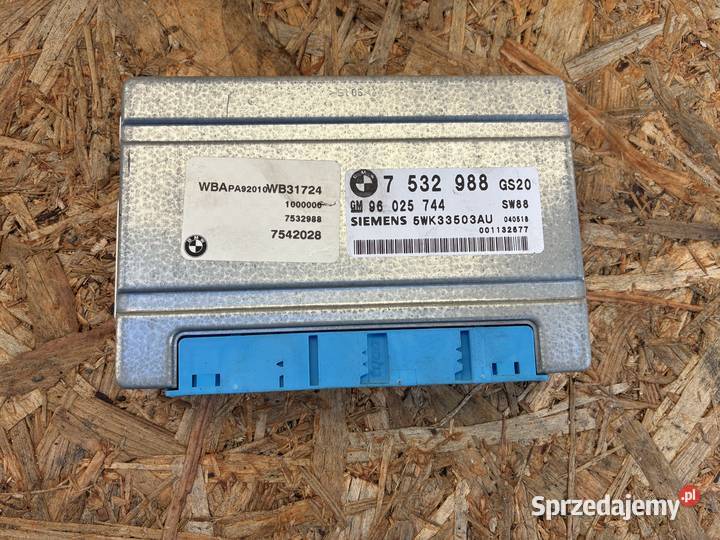 WBAPA92010WB31724
1000006
7532988
7542028
7 532 988 GS20
GM 96 025 744 SW88
SIEMENS 5WK33503AU 040518
001132677
Sprzedajemy.pl